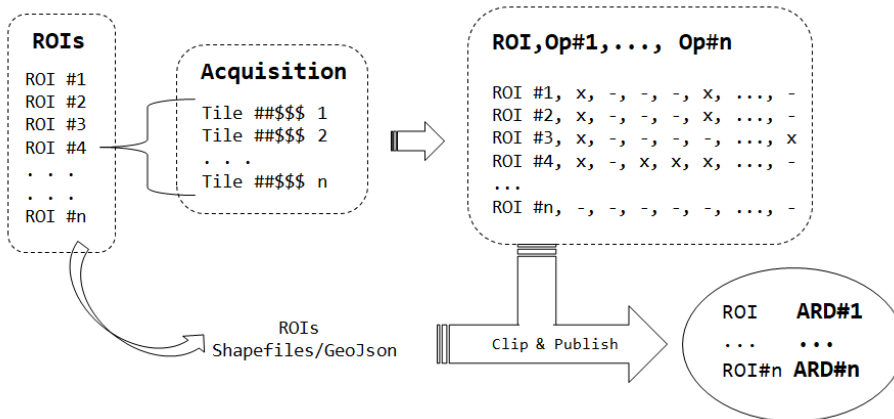 ROIs
ROI #1
ROI #2
ROI #3
ROI #4
. . .
. . .
ROI #n
Acquisition
Tile ##$$$ 1
Tile ##$$$ 2
. . .
Tile ##$$$ n
ROI,Op#1,..., Op#n
ROI #1, x, -, -, -, x, ..., -
ROI #2, x, -, -, -, x, ..., -
ROI #3, x, -, -, -, -, ..., x
ROI #4, x, -, x, x, x, ..., -
...
ROI #n, -, -, -, -, -, ..., -
ROIs
Shapefiles/GeoJson
Clip & Publish
ROI ARD#1
... ...
ROI#n ARD#n